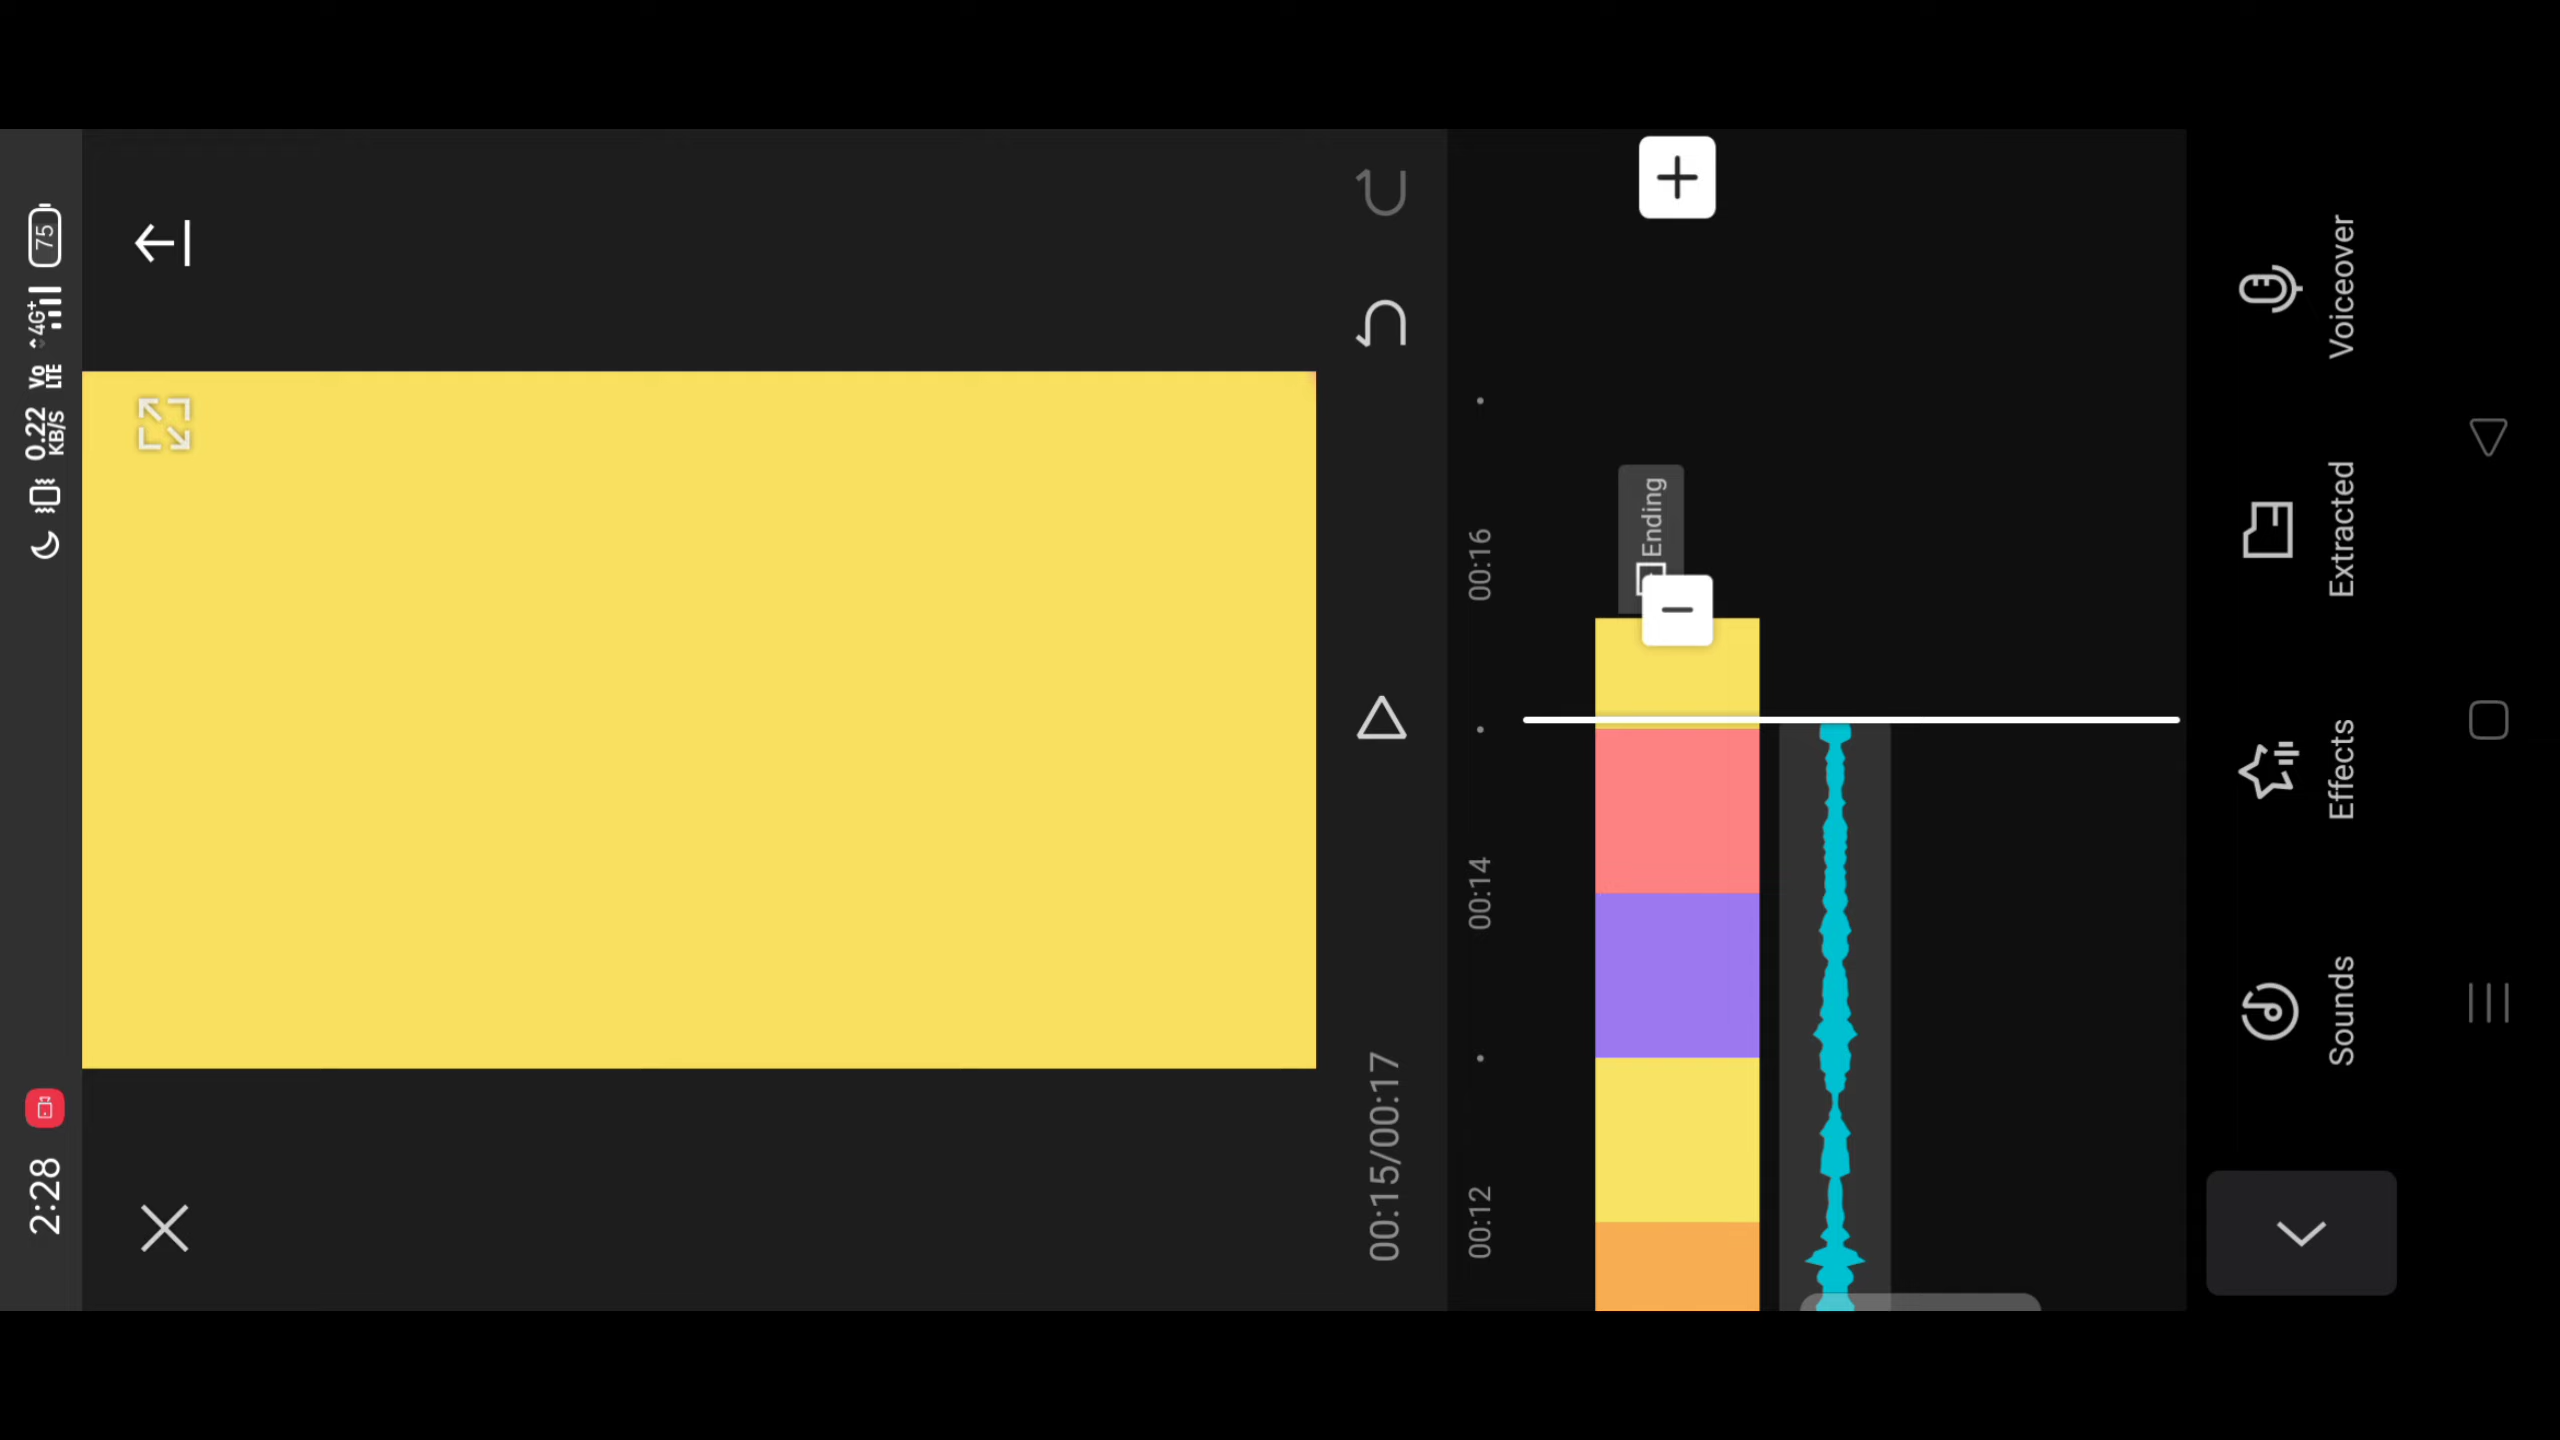 2:28
0.22 KB/S
Vo LTE
4G+
75
00:15/00:17
00:12
00:14
00:16
Ending
Sounds
Effects
Extracted
Voiceover